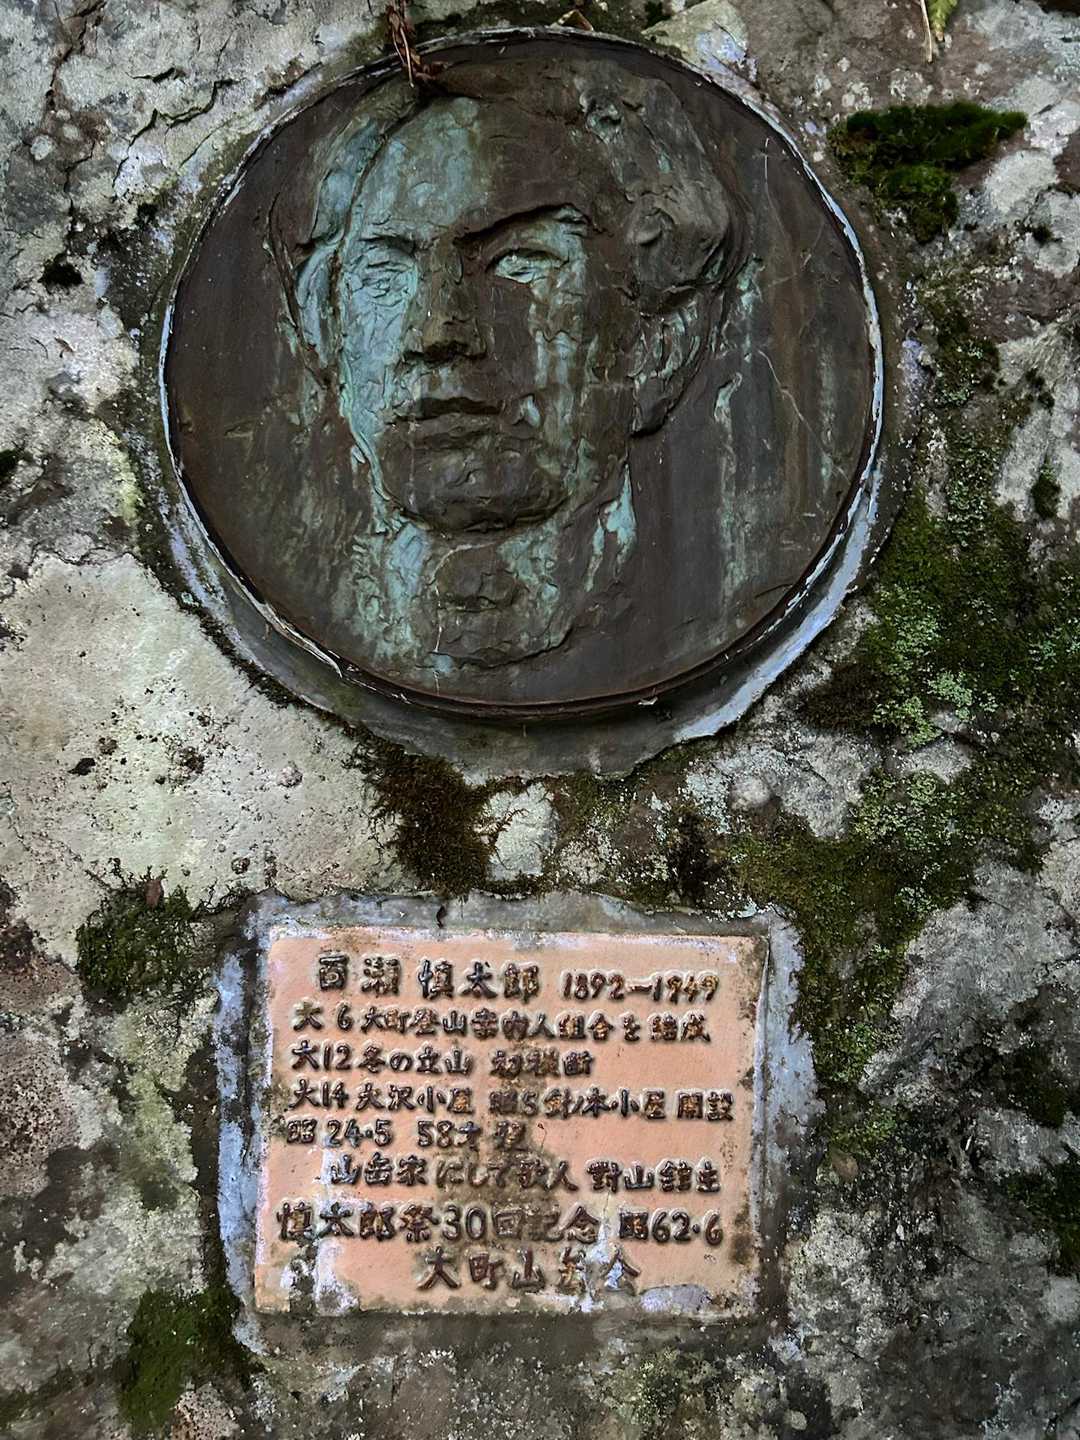 百瀬 慎太郎 1892–1949
大6大町登山案内人組合を結成
大12冬の立山 初横断
大14大沢小屋 昭5針ノ木小屋 開設
昭24・5 58才 没
山岳家にして歌人 對山館主
慎太郎祭30回記念 昭62・6
大町山岳会